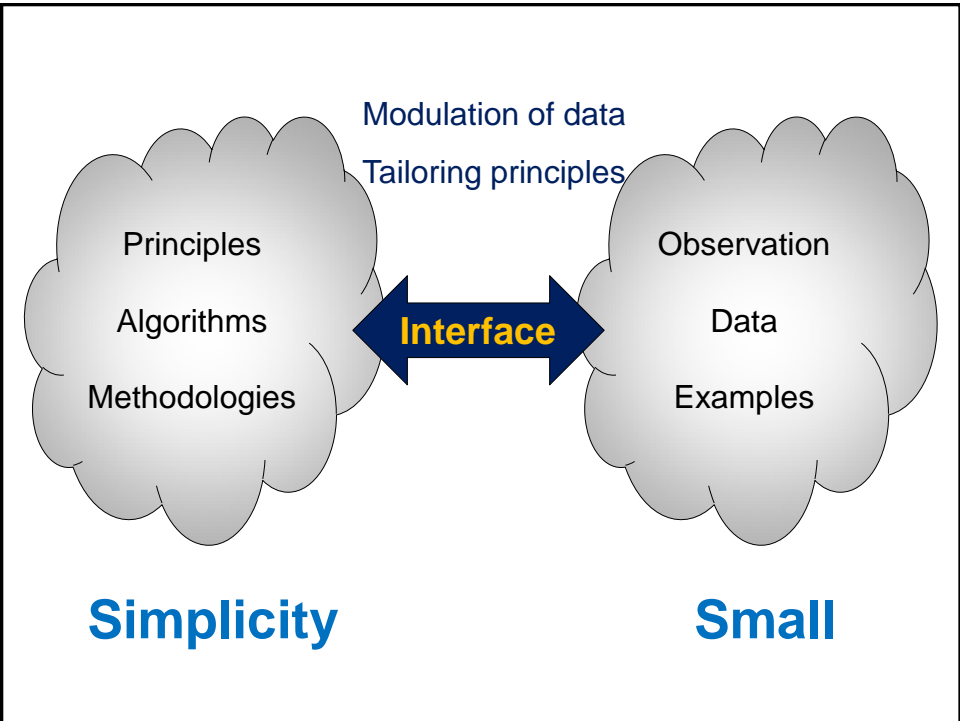 Modulation of data
Tailoring principles
Principles
Algorithms
Methodologies
Interface
Observation
Data
Examples
Simplicity
Small